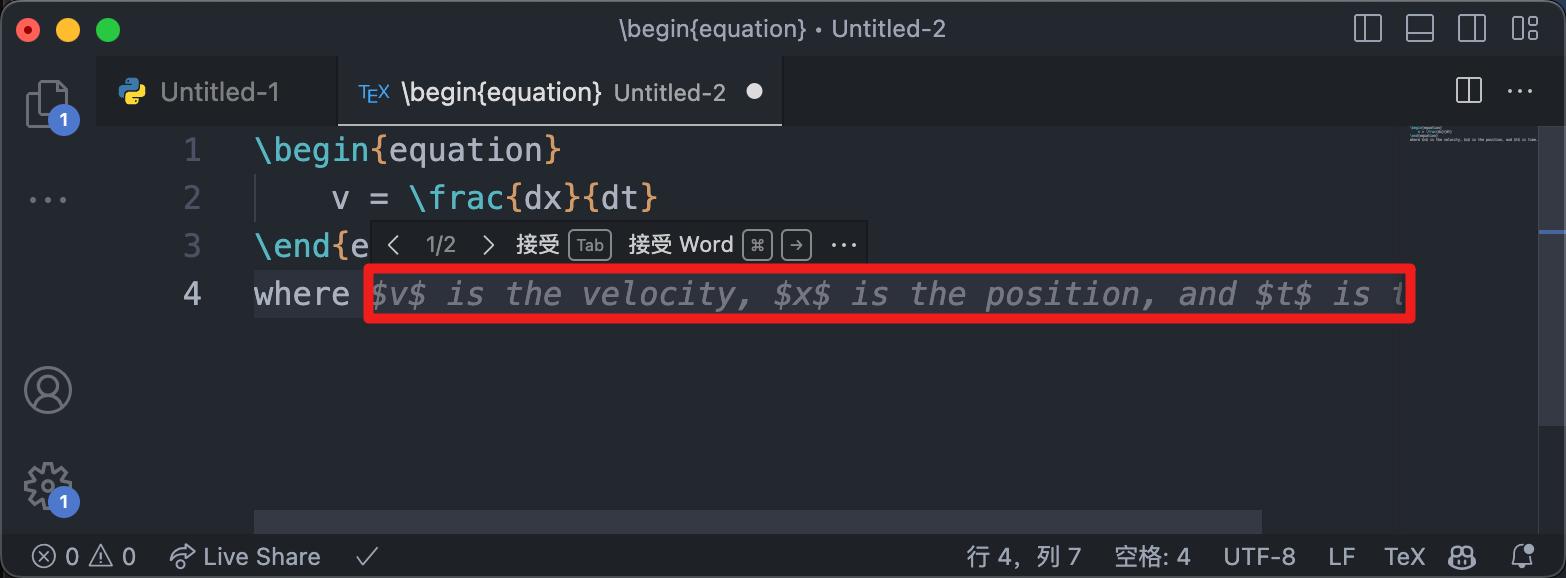 \begin{equation} • Untitled-2
1
Untitled-1
TEX \begin{equation} Untitled-2
1 \begin{equation}
2 v = \frac{dx}{dt}
3 \end{e
1/2 接受 Tab 接受 Word ⌘ → ···
4 where $v$ is the velocity, $x$ is the position, and $t$ is t
1
0 0 Live Share
行 4，列 7 空格: 4 UTF-8 LF TeX